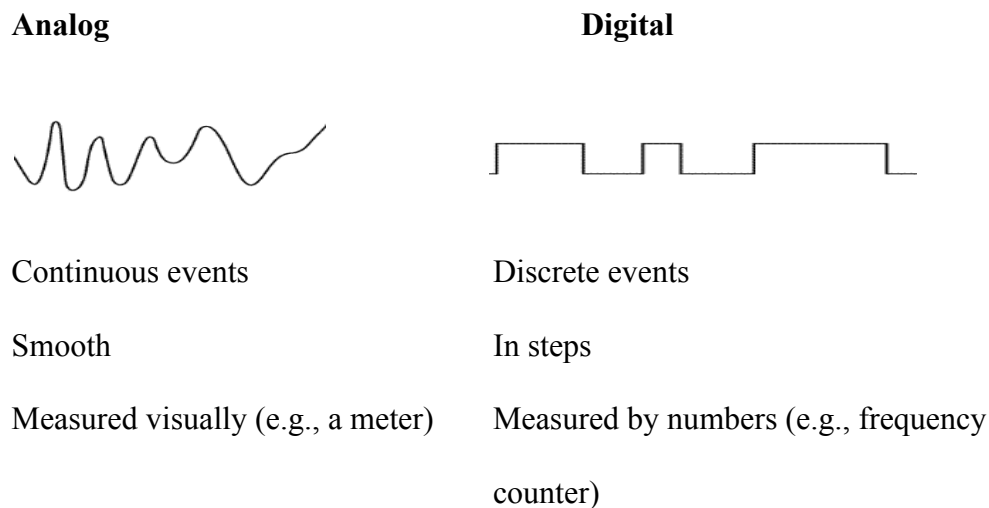 Analog Digital
Continuous events Discrete events
Smooth In steps
Measured visually (e.g., a meter) Measured by numbers (e.g., frequency
counter)